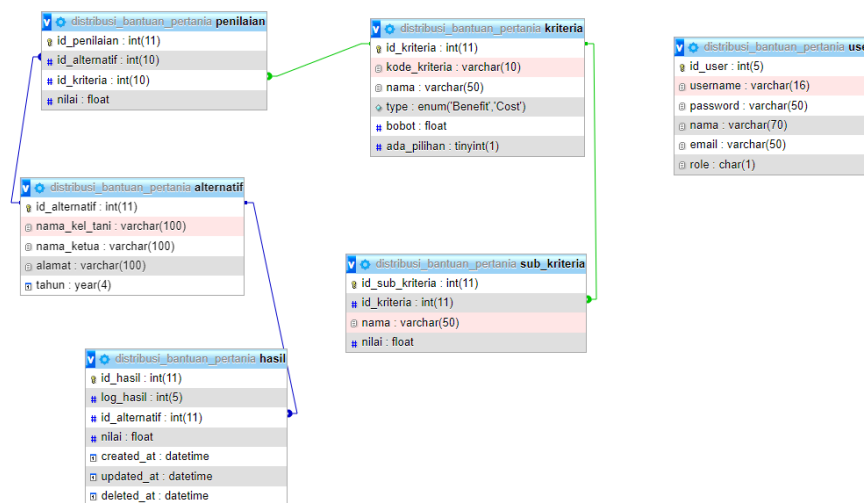 distribusi_bantuan_pertania penilaian
id_penilaian : int(11)
id_alternatif : int(10)
id_kriteria : int(10)
nilai : float
distribusi_bantuan_pertania kriteria
id_kriteria : int(11)
kode_kriteria : varchar(10)
nama : varchar(50)
type : enum('Benefit','Cost')
bobot : float
ada_pilihan : tinyint(1)
distribusi_bantuan_pertania use
id_user : int(5)
username : varchar(16)
password : varchar(50)
nama : varchar(70)
email : varchar(50)
role : char(1)
distribusi_bantuan_pertania alternatif
id_alternatif : int(11)
nama_kel_tani : varchar(100)
nama_ketua : varchar(100)
alamat : varchar(100)
tahun : year(4)
distribusi_bantuan_pertania sub_kriteria
id_sub_kriteria : int(11)
id_kriteria : int(11)
nama : varchar(50)
nilai : float
distribusi_bantuan_pertania hasil
id_hasil : int(11)
log_hasil : int(5)
id_alternatif : int(11)
nilai : float
created_at : datetime
updated_at : datetime
deleted_at : datetime